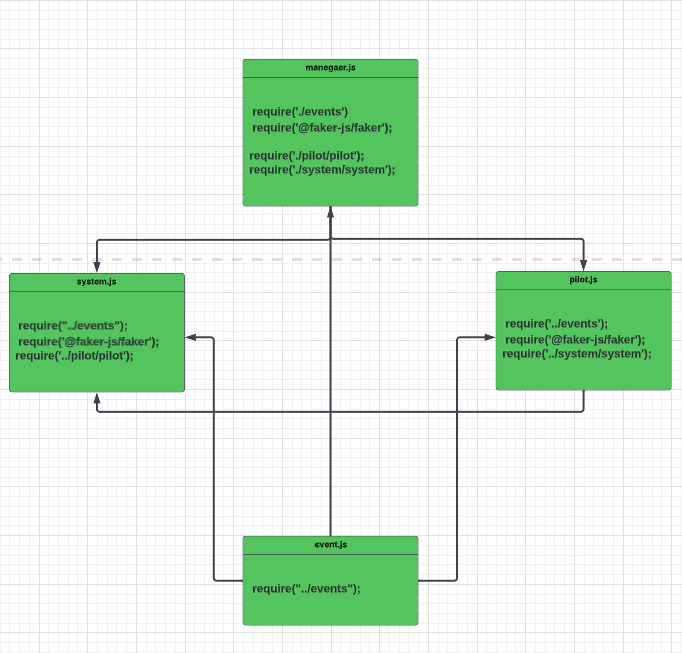 manegaer.js
require('./events')
require('@faker-js/faker');
require('./pilot/pilot');
require('./system/system');
system.js
require("../events");
require('@faker-js/faker');
require('../pilot/pilot');
pilot.js
require('../events');
require('@faker-js/faker');
require('../system/system');
event.js
require("../events");